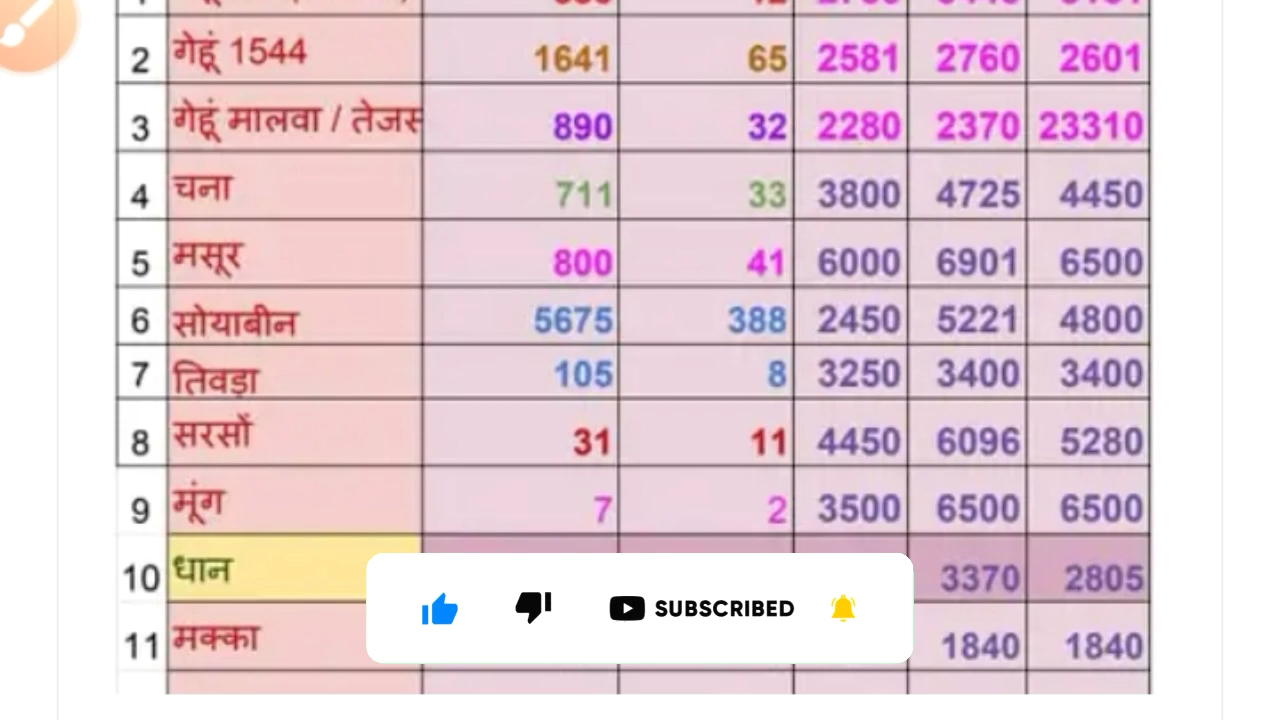 2 गेहूं 1544 1641 65 2581 2760 2601
3 गेहूं मालवा / तेजस 890 32 2280 2370 23310
4 चना 711 33 3800 4725 4450
5 मसूर 800 41 6000 6901 6500
6 सोयाबीन 5675 388 2450 5221 4800
7 तिवड़ा 105 8 3250 3400 3400
8 सरसों 31 11 4450 6096 5280
9 मूंग 7 2 3500 6500 6500
10 धान 3370 2805
SUBSCRIBED
11 मक्का 1840 1840